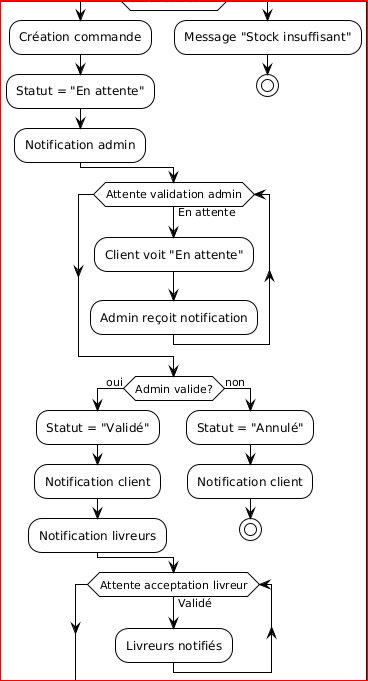 Création commande
Message "Stock insuffisant"
Statut = "En attente"
Notification admin
Attente validation admin
En attente
Client voit "En attente"
Admin reçoit notification
oui
Admin valide?
non
Statut = "Validé"
Statut = "Annulé"
Notification client
Notification client
Notification livreurs
Attente acceptation livreur
Validé
Livreurs notifiés